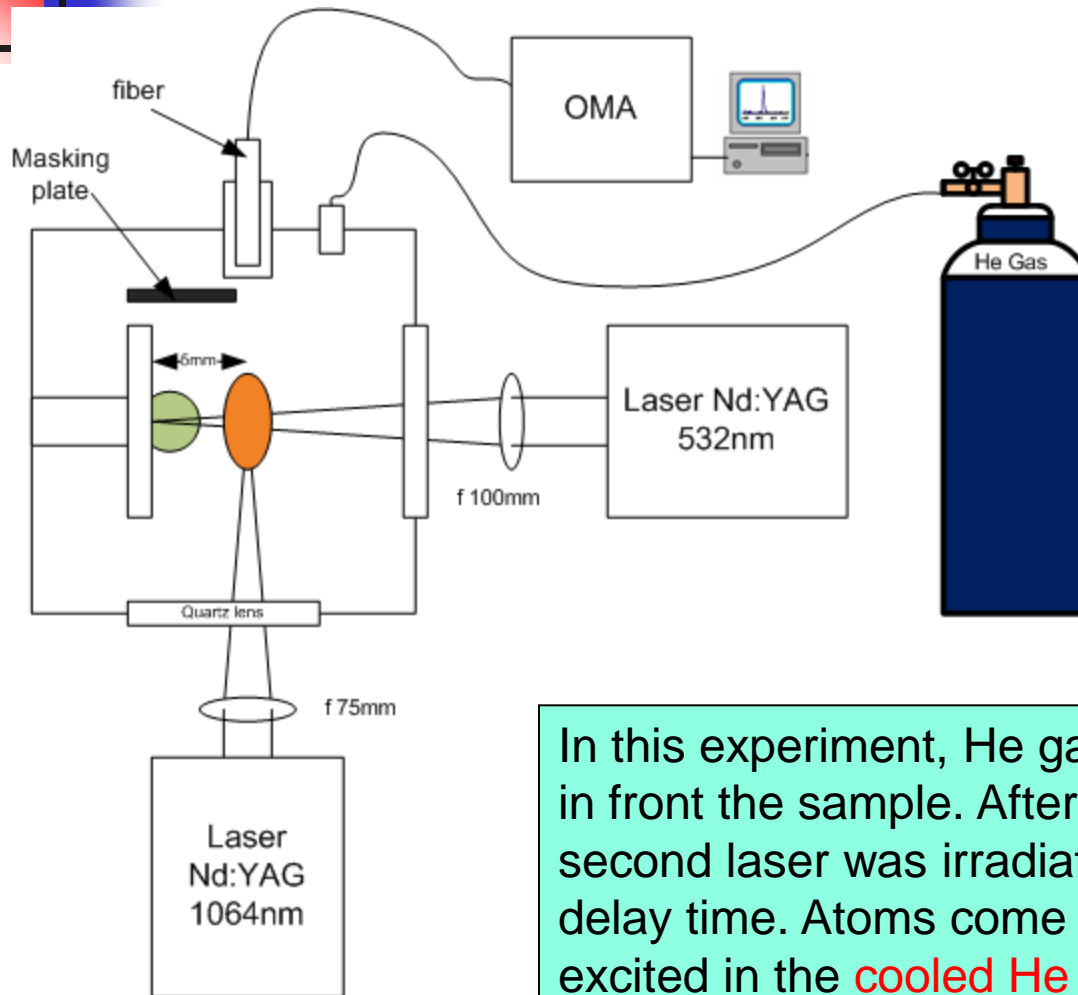 fiber
OMA
Masking
plate
He Gas
5mm
Laser Nd:YAG
532nm
f 100mm
Quartz lens
f 75mm
Laser
Nd:YAG
1064nm
In this experiment, He ga
in front the sample. After
second laser was irradiat
delay time. Atoms come
excited in the cooled He